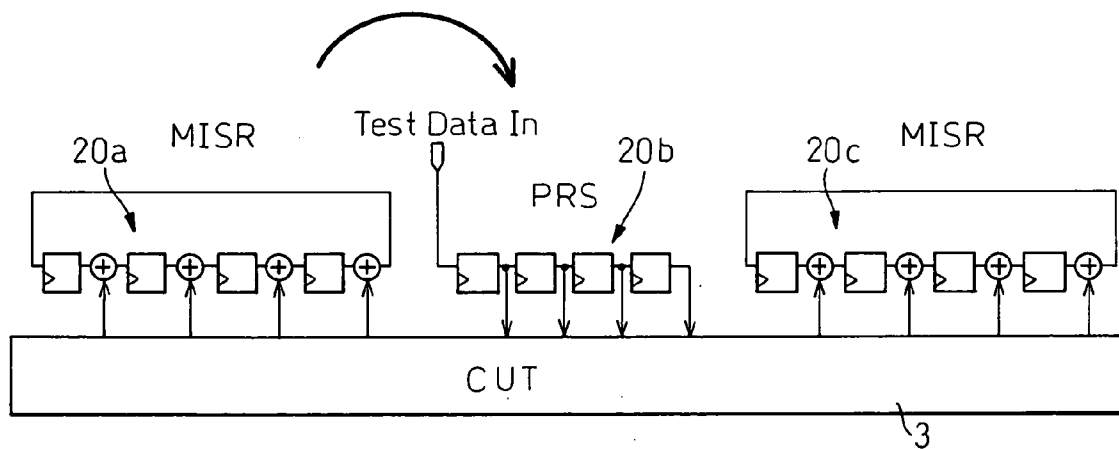 MISR
20a
Test Data In
PRS
20b
20c
MISR
CUT
3